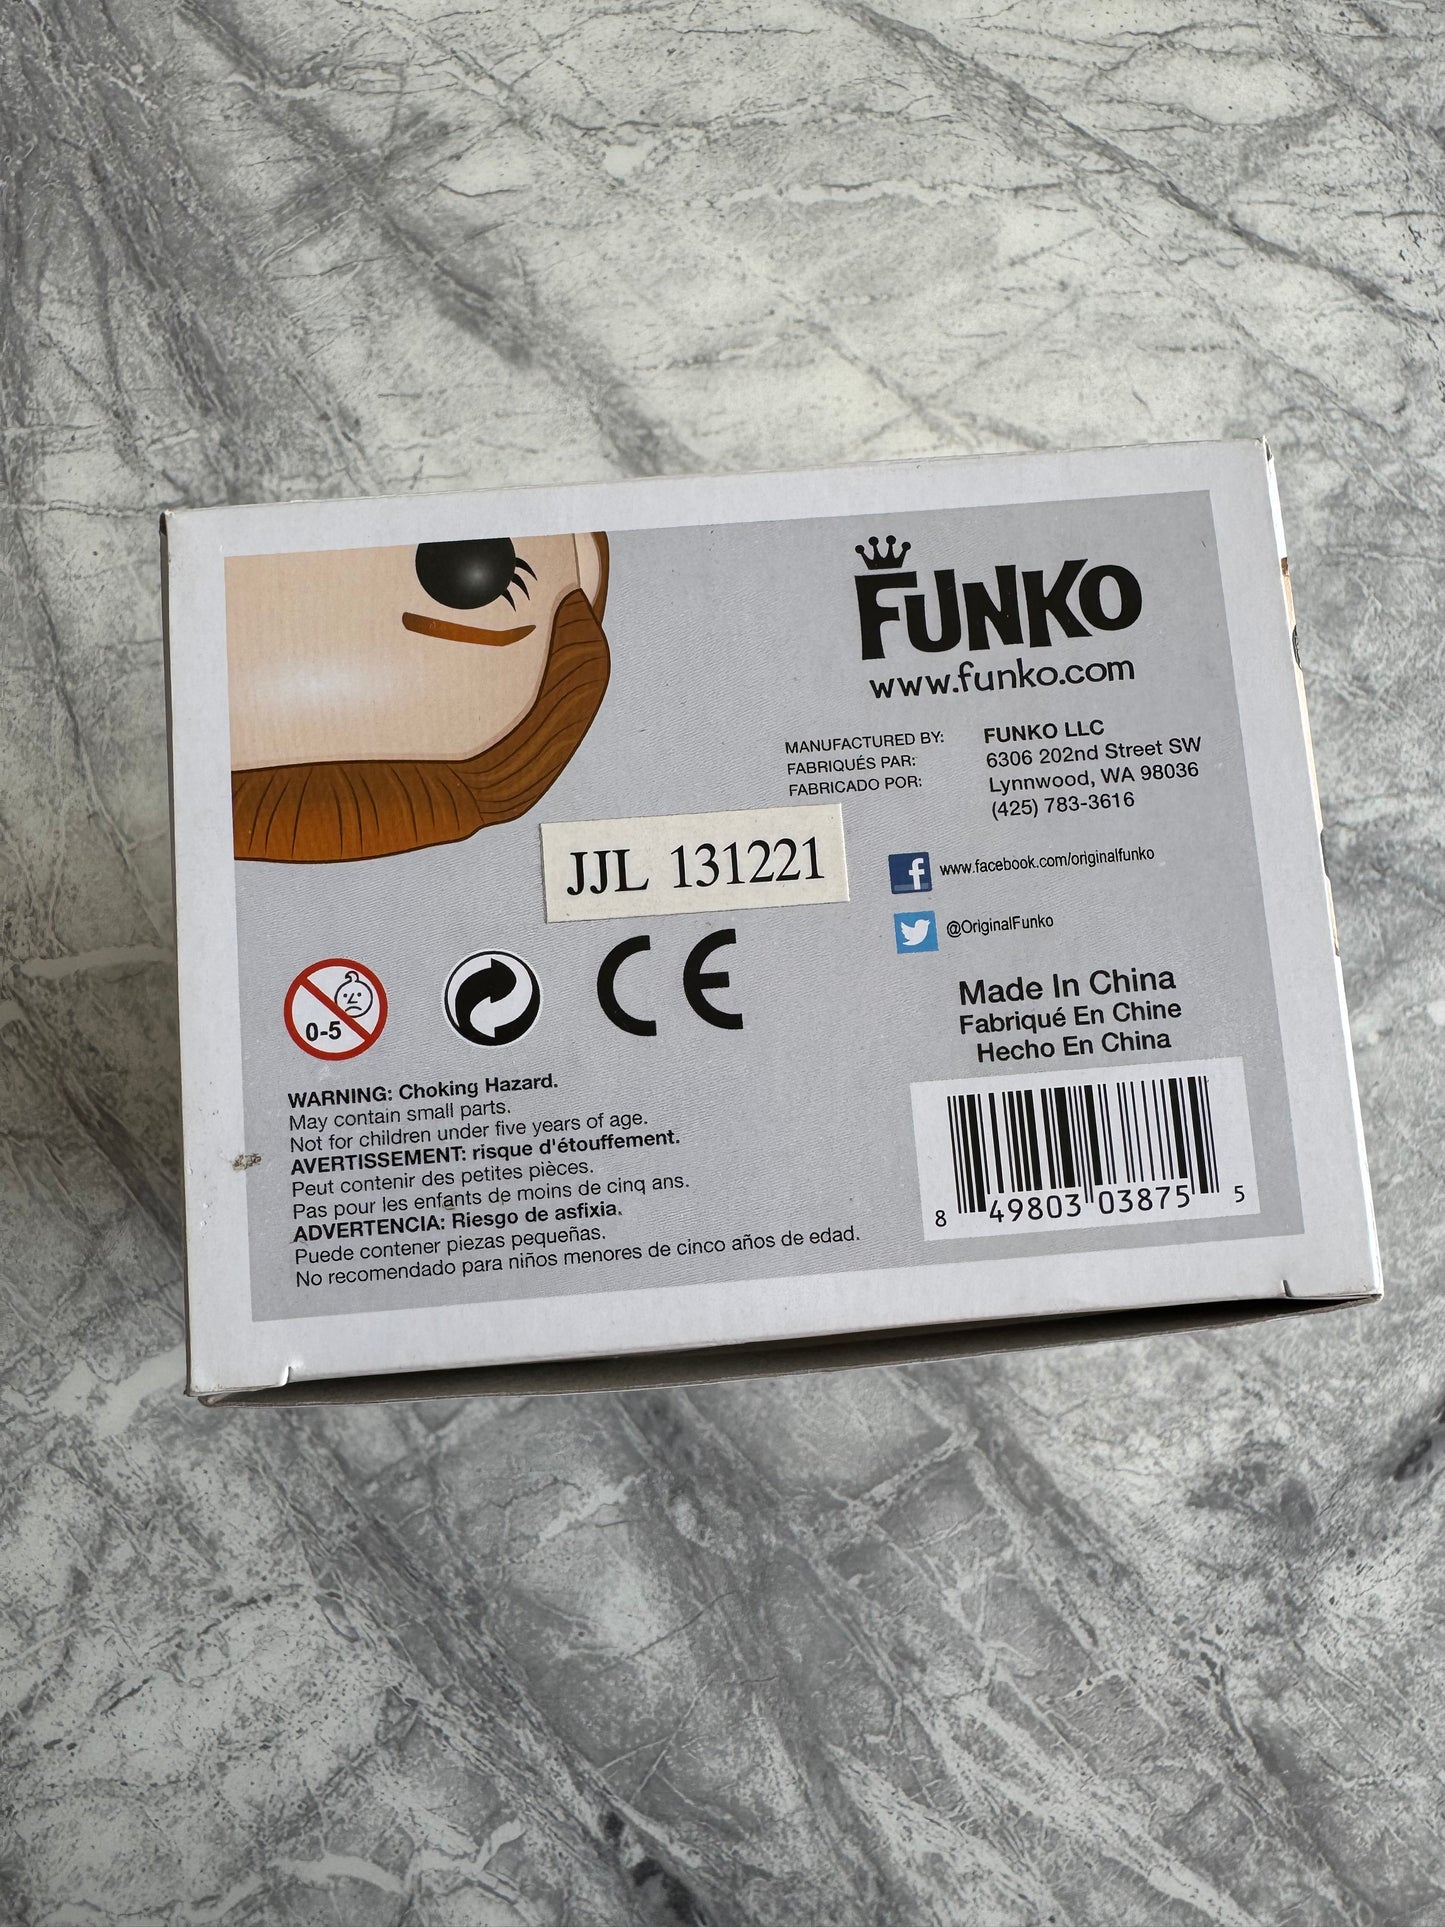 FUNKO
www.funko.com
MANUFACTURED BY:
FABRIQUÉS PAR:
FABRICADO POR:
FUNKO LLC
6306 202nd Street SW
Lynnwood, WA 98036
(425) 783-3616
JJL 131221
f www.facebook.com/originalfunko
@OriginalFunko
0-5
CE
Made In China
Fabriqué En Chine
Hecho En China
WARNING: Choking Hazard.
May contain small parts.
Not for children under five years of age.
AVERTISSEMENT: risque d'étouffement.
Peut contenir des petites pièces.
Pas pour les enfants de moins de cinq ans.
ADVERTENCIA: Riesgo de asfixia.
Puede contener piezas pequeñas.
No recomendado para niños menores de cinco años de edad.
8 49803 03875 5